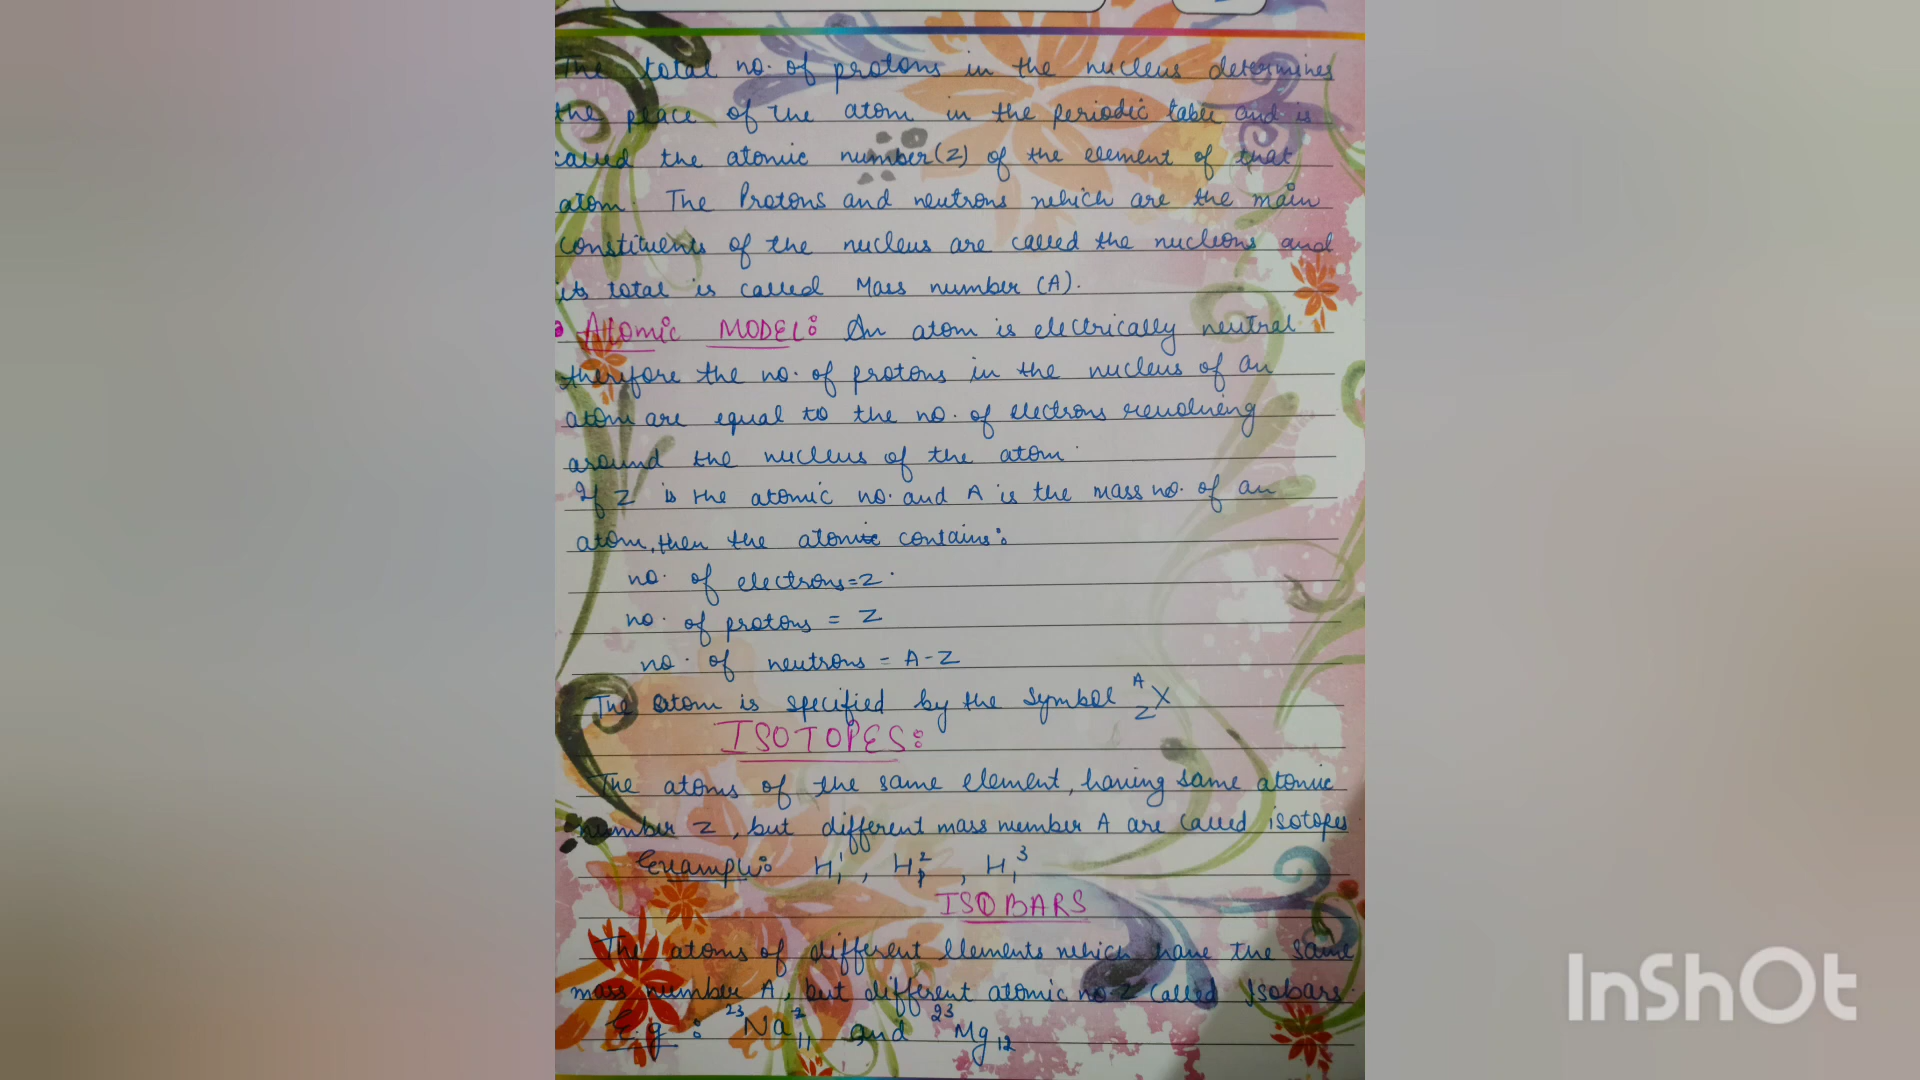 The total no. of protons in the nucleus determines
the place of the atom in the periodic table and is
called the atomic number (Z) of the element of that
atom. The Protons and neutrons which are the main
constituents of the nucleus are called the nucleons and
its total is called Mass number (A).
Atomic MODEL: An atom is electrically neutral
therefore the no. of protons in the nucleus of an
atom are equal to the no. of electrons revolving
around the nucleus of the atom.
If Z is the atomic no. and A is the mass no. of an
atom, then the atomic contains:
no. of electrons = Z.
no. of protons = Z
no. of neutrons = A-Z
The atom is specified by the symbol ᴬ_Z X
ISOTOPES:
The atoms of the same element, having same atomic
number Z, but different mass member A are called isotopes
Example: H₁¹, H₁², H₁³
ISOBARS
The atoms of different elements which have the same
mass number A, but different atomic no Z called Isobars.
E.g: ²³Na₁₁ and ²³Mg₁₂
InShOt